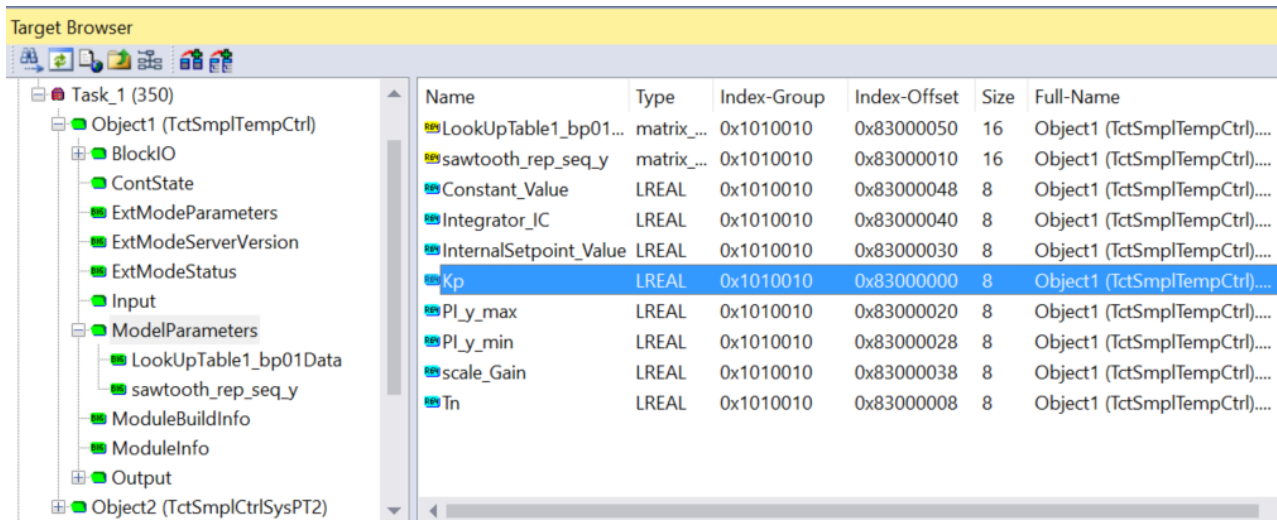 Target Browser
Task_1 (350)
Object1 (TctSmplTempCtrl)
BlockIO
ContState
ExtModeParameters
ExtModeServerVersion
ExtModeStatus
Input
ModelParameters
LookUpTable1_bp01Data
sawtooth_rep_seq_y
ModuleBuildInfo
ModuleInfo
Output
Object2 (TctSmplCtrlSysPT2)
Name Type Index-Group Index-Offset Size Full-Name
LookUpTable1_bp01... matrix_... 0x1010010 0x83000050 16 Object1 (TctSmplTempCtrl)....
sawtooth_rep_seq_y matrix_... 0x1010010 0x83000010 16 Object1 (TctSmplTempCtrl)....
Constant_Value LREAL 0x1010010 0x83000048 8 Object1 (TctSmplTempCtrl)....
Integrator_IC LREAL 0x1010010 0x83000040 8 Object1 (TctSmplTempCtrl)....
InternalSetpoint_Value LREAL 0x1010010 0x83000030 8 Object1 (TctSmplTempCtrl)....
Kp LREAL 0x1010010 0x83000000 8 Object1 (TctSmplTempCtrl)....
PI_y_max LREAL 0x1010010 0x83000020 8 Object1 (TctSmplTempCtrl)....
PI_y_min LREAL 0x1010010 0x83000028 8 Object1 (TctSmplTempCtrl)....
scale_Gain LREAL 0x1010010 0x83000038 8 Object1 (TctSmplTempCtrl)....
Tn LREAL 0x1010010 0x83000008 8 Object1 (TctSmplTempCtrl)....